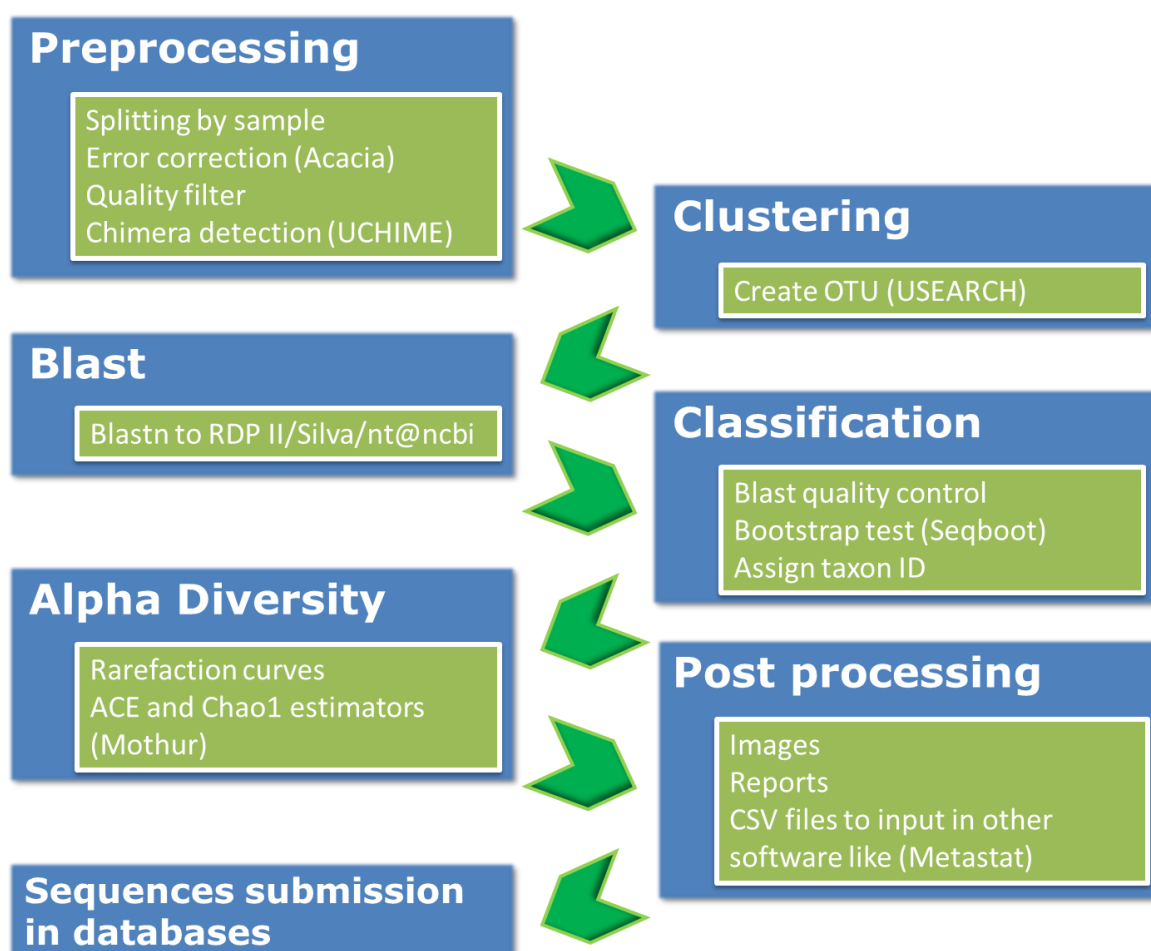 Preprocessing
Splitting by sample
Error correction (Acacia)
Quality filter
Chimera detection (UCHIME)
Clustering
Create OTU (USEARCH)
Blast
Blastn to RDP II/Silva/nt@ncbi
Classification
Blast quality control
Bootstrap test (Seqboot)
Assign taxon ID
Alpha Diversity
Rarefaction curves
ACE and Chao1 estimators
(Mothur)
Post processing
Images
Reports
CSV files to input in other
software like (Metastat)
Sequences submission
in databases